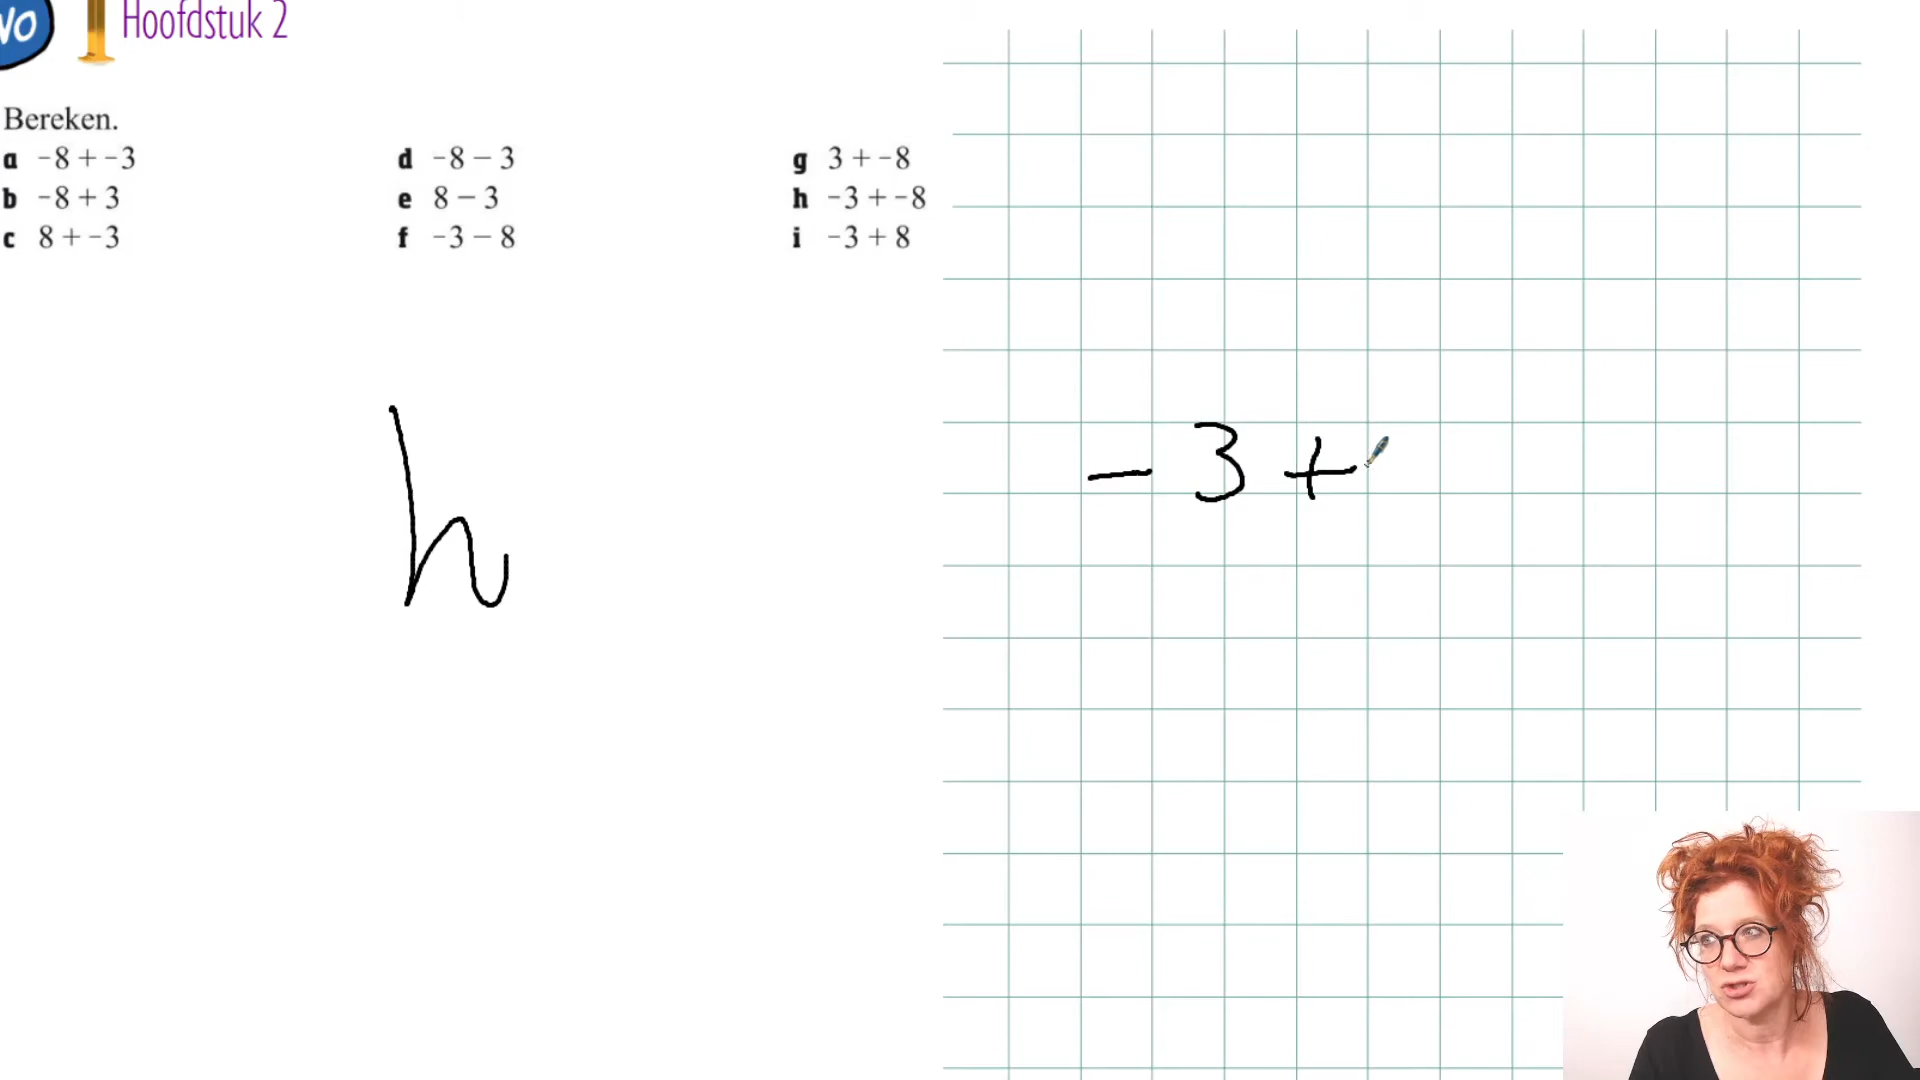 VO Hoofdstuk 2
Bereken.
a -8 + -3 d -8 − 3 g 3 + -8
b -8 + 3 e 8 − 3 h -3 + -8
c 8 + -3 f -3 − 8 i -3 + 8
h
- 3 +